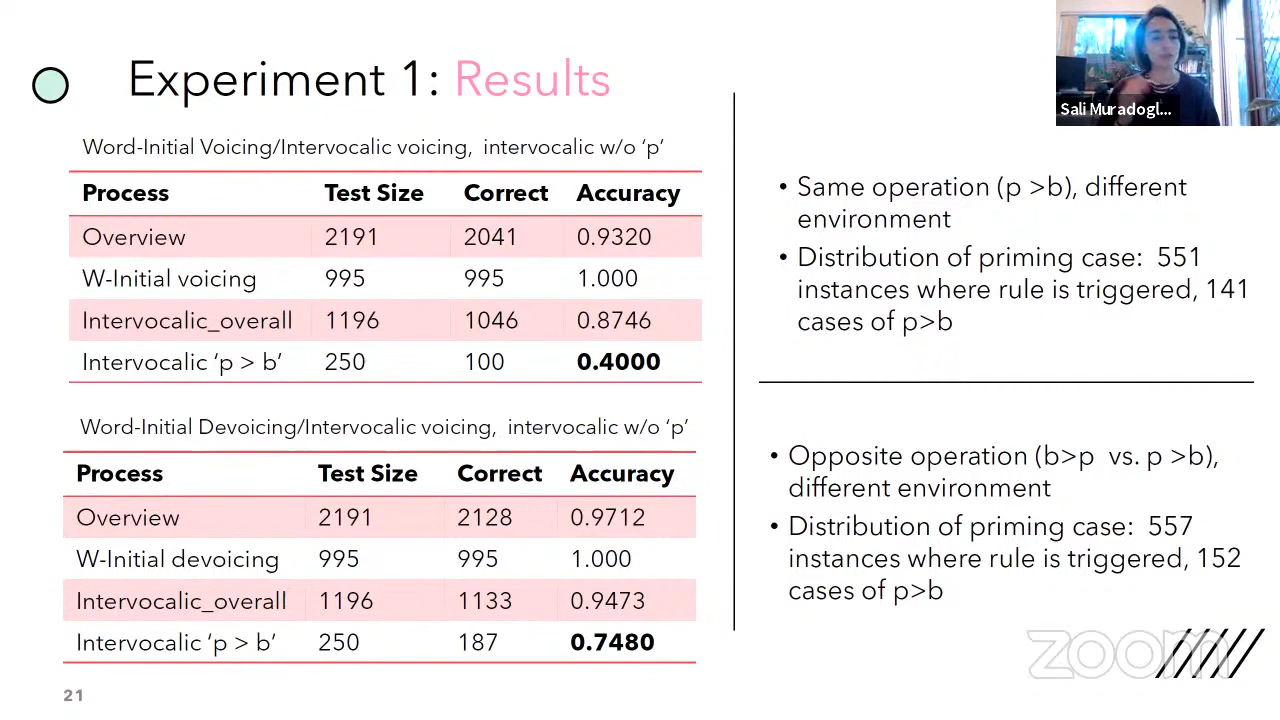 Experiment 1: Results
Sali Muradogl...
Word-Initial Voicing/Intervocalic voicing, intervocalic w/o ‘p’
Process Test Size Correct Accuracy
Overview 2191 2041 0.9320
W-Initial voicing 995 995 1.000
Intervocalic_overall 1196 1046 0.8746
Intervocalic ‘p > b’ 250 100 0.4000
Word-Initial Devoicing/Intervocalic voicing, intervocalic w/o ‘p’
Process Test Size Correct Accuracy
Overview 2191 2128 0.9712
W-Initial devoicing 995 995 1.000
Intervocalic_overall 1196 1133 0.9473
Intervocalic ‘p > b’ 250 187 0.7480
• Same operation (p >b), different
environment
• Distribution of priming case: 551
instances where rule is triggered, 141
cases of p>b
• Opposite operation (b>p vs. p >b),
different environment
• Distribution of priming case: 557
instances where rule is triggered, 152
cases of p>b
zoom
21